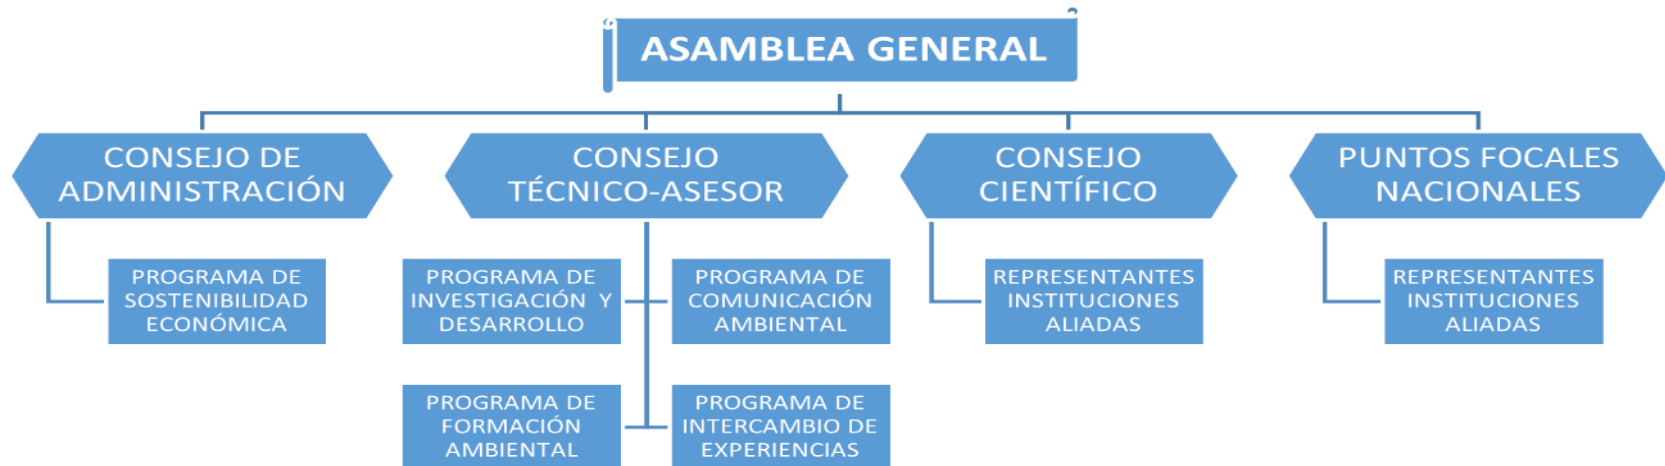 ASAMBLEA GENERAL
CONSEJO DE
ADMINISTRACIÓN
CONSEJO
TÉCNICO-ASESOR
CONSEJO
CIENTÍFICO
PUNTOS FOCALES
NACIONALES
PROGRAMA DE
SOSTENIBILIDAD
ECONÓMICA
PROGRAMA DE
INVESTIGACIÓN Y
DESARROLLO
PROGRAMA DE
COMUNICACIÓN
AMBIENTAL
REPRESENTANTES
INSTITUCIONES
ALIADAS
REPRESENTANTES
INSTITUCIONES
ALIADAS
PROGRAMA DE
FORMACIÓN
AMBIENTAL
PROGRAMA DE
INTERCAMBIO DE
EXPERIENCIAS